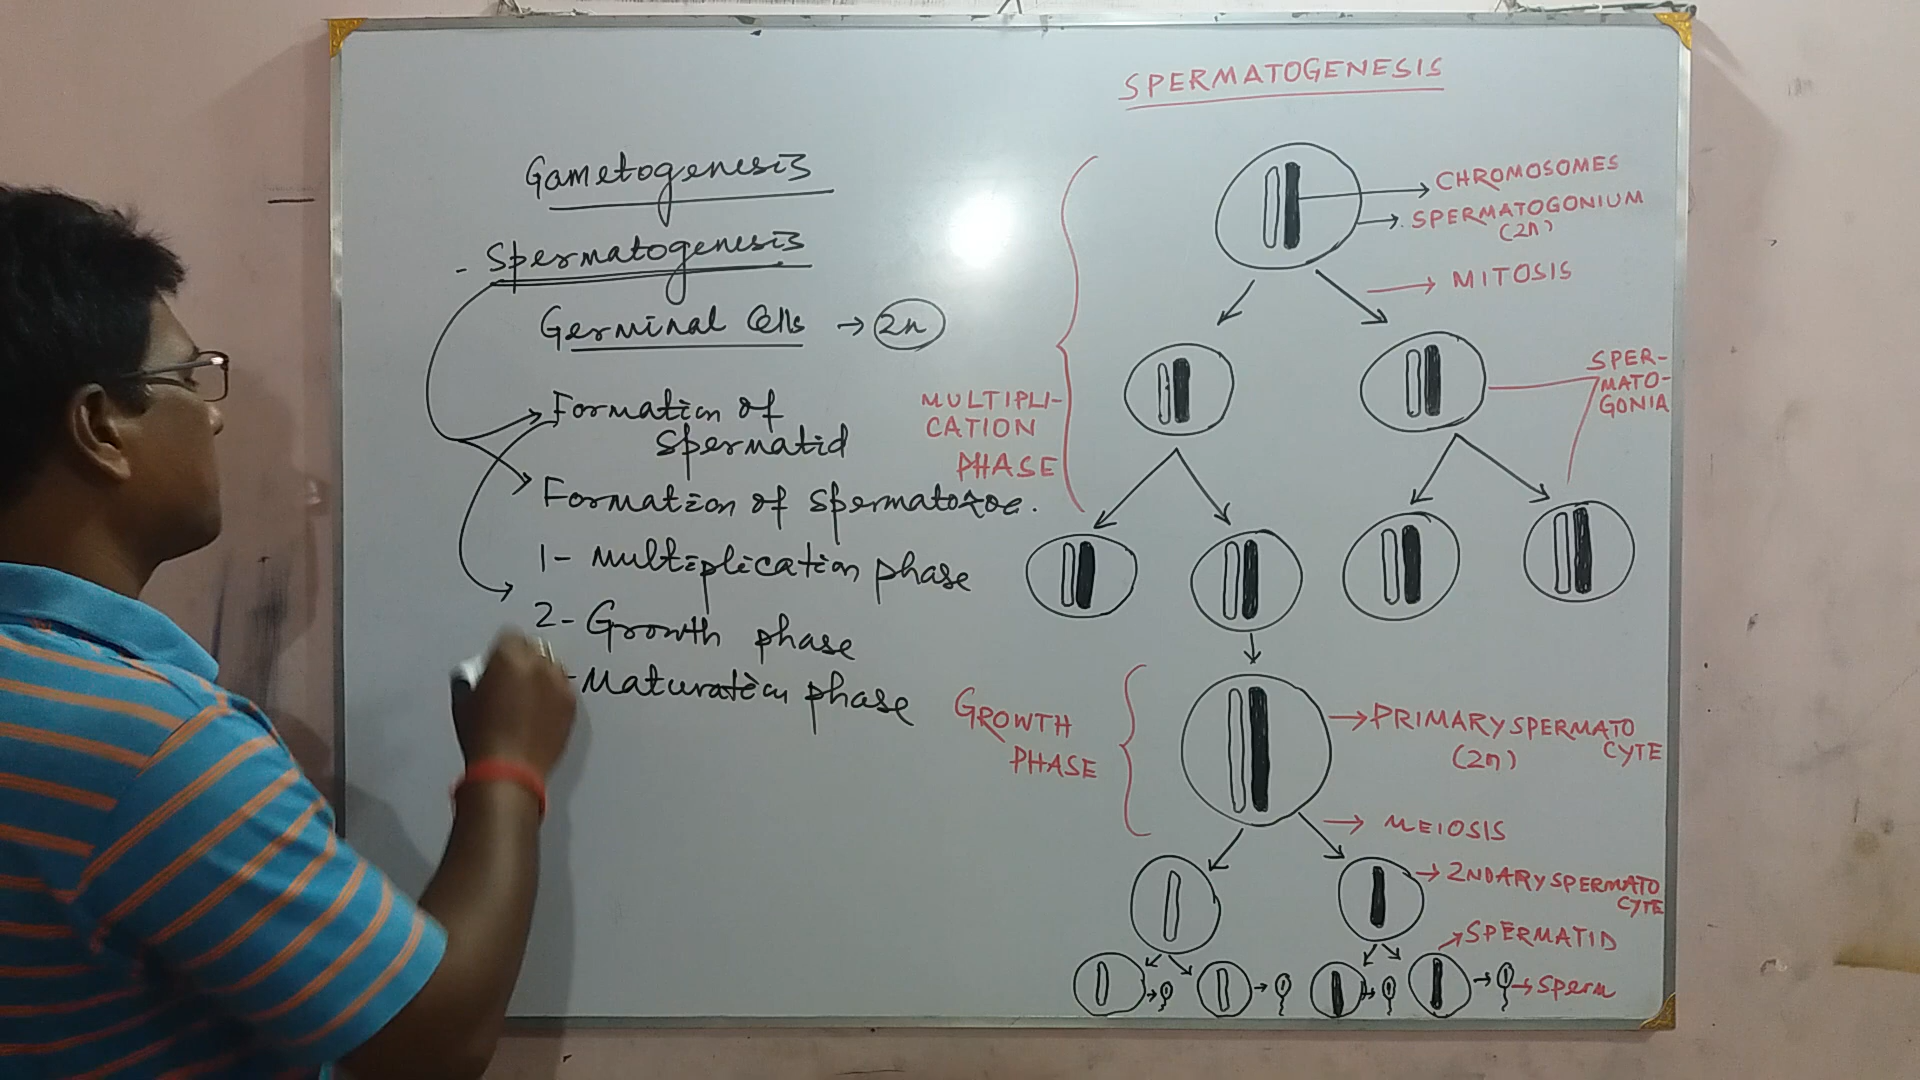 Gametogenesis
- Spermatogenesis
Germinal Cells → 2n
Formation of
Spermatid
Formation of Spermatozoe.
1- Multiplication phase
2- Growth phase
-Maturation phase
SPERMATOGENESIS
CHROMOSOMES
SPERMATOGONIUM
(2n)
MITOSIS
SPER-
MATO-
GONIA
MULTIPLI-
CATION
PHASE
GROWTH
PHASE
PRIMARY SPERMATO
CYTE
(2n)
MEIOSIS
2NDARY SPERMATO
CYTE
SPERMATID
Sperm